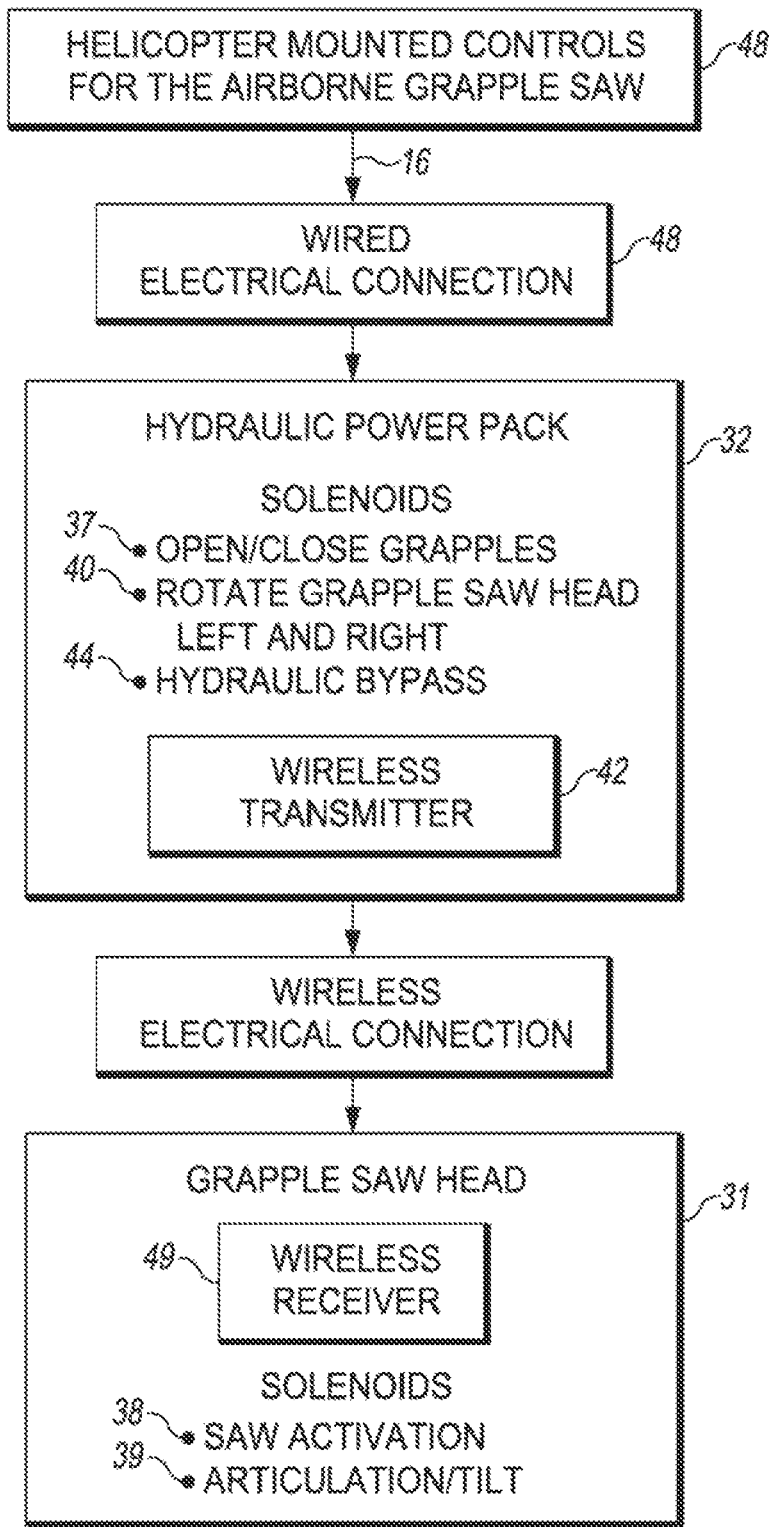 HELICOPTER MOUNTED CONTROLS
FOR THE AIRBORNE GRAPPLE SAW
48
16
WIRED
ELECTRICAL CONNECTION
48
HYDRAULIC POWER PACK
32
SOLENOIDS
37 • OPEN/CLOSE GRAPPLES
40 • ROTATE GRAPPLE SAW HEAD
LEFT AND RIGHT
44 • HYDRAULIC BYPASS
WIRELESS
TRANSMITTER
42
WIRELESS
ELECTRICAL CONNECTION
GRAPPLE SAW HEAD
31
49
WIRELESS
RECEIVER
SOLENOIDS
38 • SAW ACTIVATION
39 • ARTICULATION/TILT